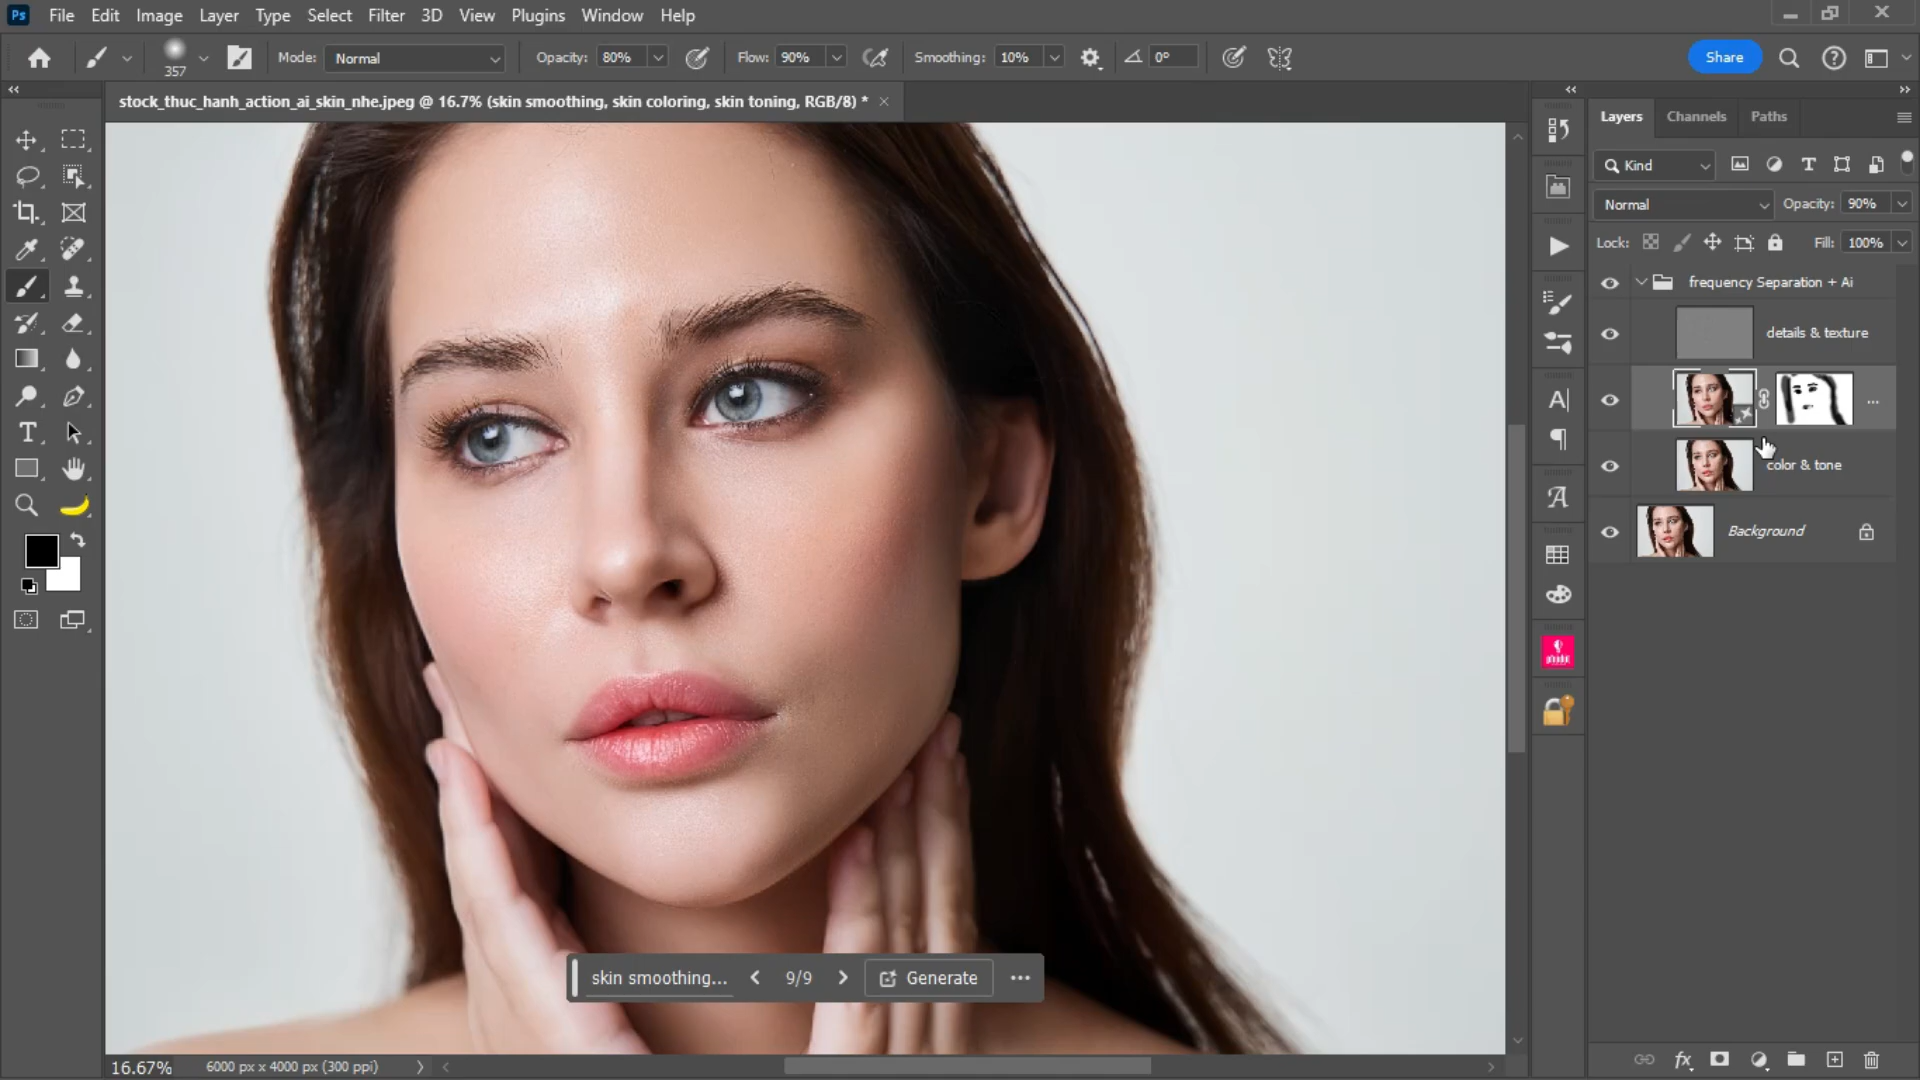 Ps File Edit Image Layer Type Select Filter 3D View Plugins Window Help
357 Mode: Normal Opacity: 80% Flow: 90% Smoothing: 10% 0° Share
stock_thuc_hanh_action_ai_skin_nhe.jpeg @ 16.7% (skin smoothing, skin coloring, skin toning, RGB/8) *
Layers Channels Paths
Kind
Normal Opacity: 90%
Lock: Fill: 100%
frequency Separation + Ai
details & texture
color & tone
Background
skin smoothing... 9/9 Generate
16.67% 6000 px x 4000 px (300 ppi)